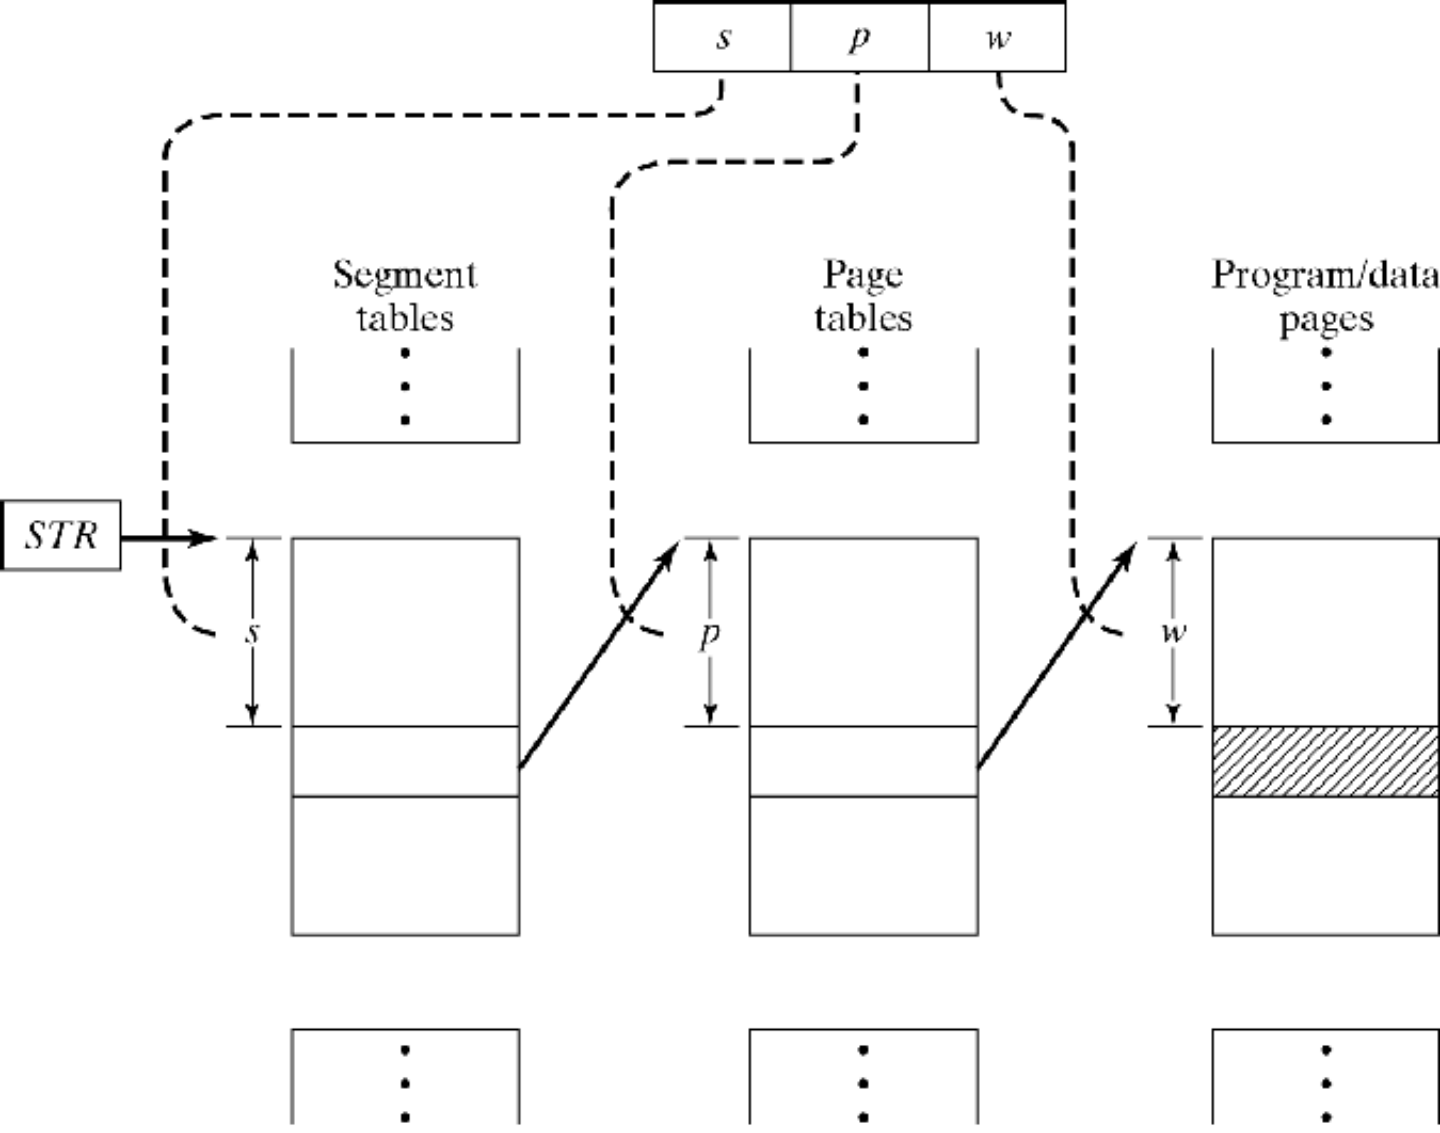 s p w
Segment
tables
Page
tables
Program/data
pages
STR
s
p
w